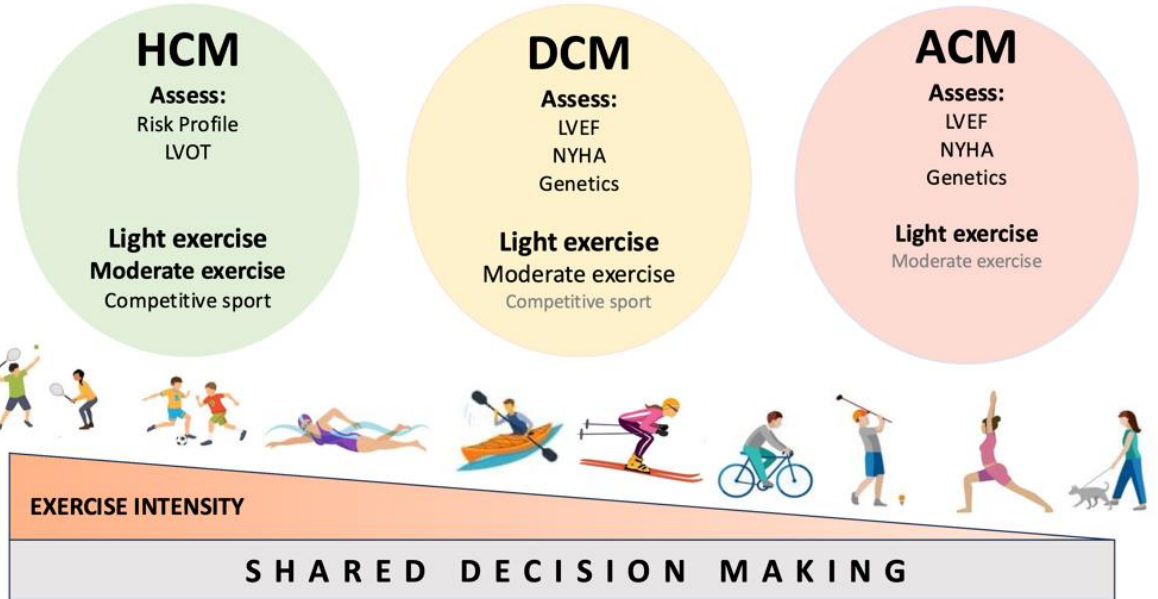 HCM
Assess:
Risk Profile
LVOT
Light exercise
Moderate exercise
Competitive sport
DCM
Assess:
LVEF
NYHA
Genetics
Light exercise
Moderate exercise
Competitive sport
ACM
Assess:
LVEF
NYHA
Genetics
Light exercise
Moderate exercise
EXERCISE INTENSITY
SHARED DECISION MAKING